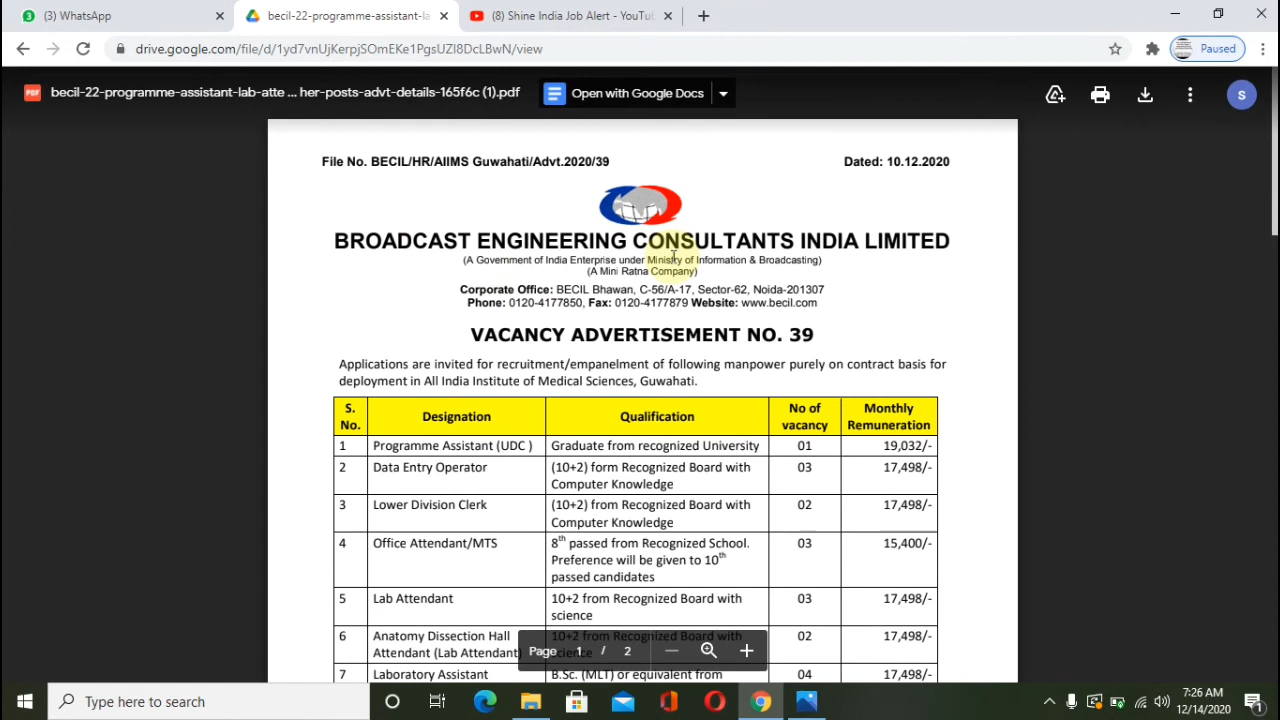 (3) WhatsApp
becil-22-programme-assistant-la
(8) Shine India Job Alert - YouTu
drive.google.com/file/d/1yd7vnUjKerpjSOmEKe1PgsUZI8DcLBwN/view
Paused
PDF
becil-22-programme-assistant-lab-atte ... her-posts-advt-details-165f6c (1).pdf
Open with Google Docs
S
File No. BECIL/HR/AIIMS Guwahati/Advt.2020/39
Dated: 10.12.2020
BROADCAST ENGINEERING CONSULTANTS INDIA LIMITED
(A Government of India Enterprise under Ministry of Information & Broadcasting)
(A Mini Ratna Company)
Corporate Office: BECIL Bhawan, C-56/A-17, Sector-62, Noida-201307
Phone: 0120-4177850, Fax: 0120-4177879 Website: www.becil.com
VACANCY ADVERTISEMENT NO. 39
Applications are invited for recruitment/empanelment of following manpower purely on contract basis for
deployment in All India Institute of Medical Sciences, Guwahati.
S. No. Designation Qualification No of vacancy Monthly Remuneration
1 Programme Assistant (UDC ) Graduate from recognized University 01 19,032/-
2 Data Entry Operator (10+2) form Recognized Board with 03 17,498/-
Computer Knowledge
3 Lower Division Clerk (10+2) from Recognized Board with 02 17,498/-
Computer Knowledge
4 Office Attendant/MTS 8th passed from Recognized School. 03 15,400/-
Preference will be given to 10th
passed candidates
5 Lab Attendant 10+2 from Recognized Board with 03 17,498/-
science
6 Anatomy Dissection Hall 10+2 from Recognized Board with 02 17,498/-
Attendant (Lab Attendant) science
Page 1 / 2
7 Laboratory Assistant B.Sc. (MLT) or equivalent from 04 17,498/-
Type here to search
7:26 AM
12/14/2020